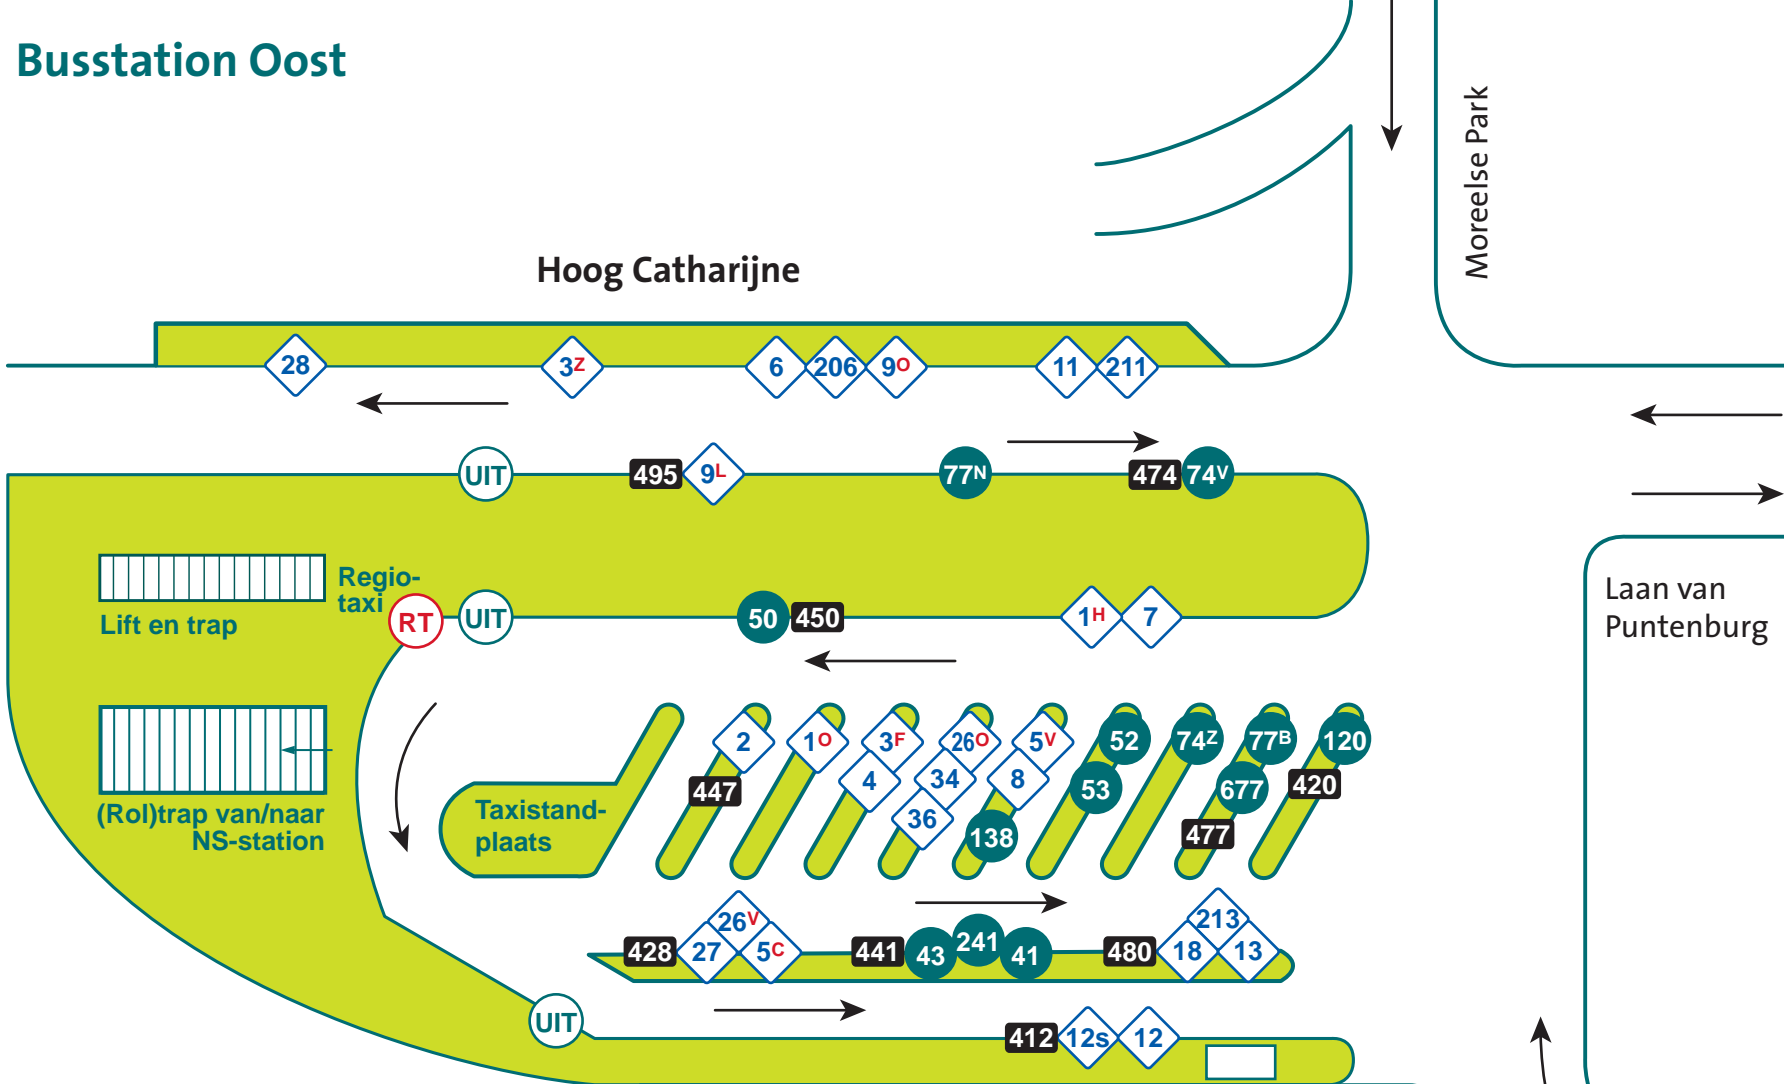 Busstation Oost
Moreelse Park
Hoog Catharijne
28
3Z
6
206
9O
11
211
UIT
495
9L
77N
474
74V
Regio-
taxi
Lift en trap
RT
UIT
50
450
1H
7
Laan van
Puntenburg
2
447
1O
3F
4
26O
34
36
5V
8
138
52
53
74Z
77B
677
477
120
420
(Rol)trap van/naar
NS-station
Taxistand-
plaats
428
26V
27
5C
441
43
241
41
480
213
18
13
UIT
412
12s
12